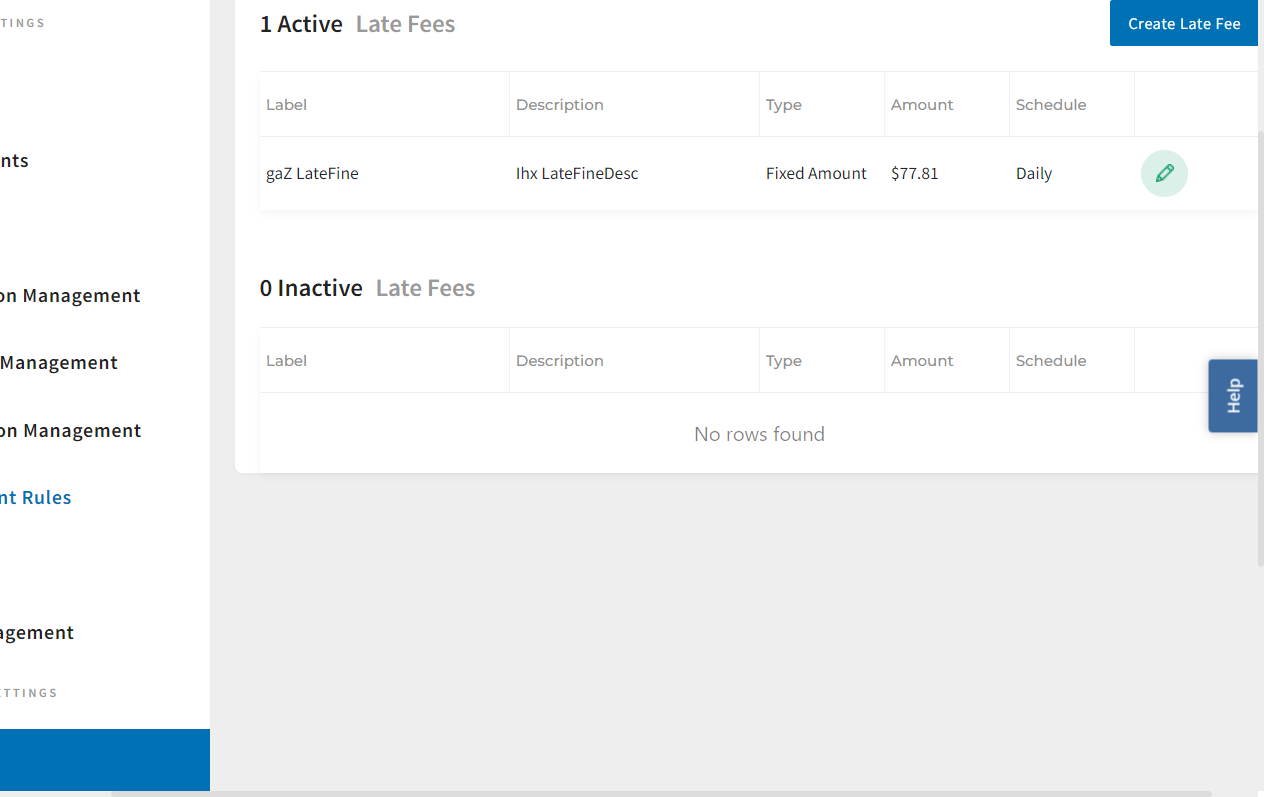 TINGS
nts
on Management
Management
on Management
nt Rules
agement
ETTINGS
1 Active Late Fees
Create Late Fee
Label Description Type Amount Schedule
gaZ LateFine Ihx LateFineDesc Fixed Amount $77.81 Daily
0 Inactive Late Fees
Label Description Type Amount Schedule
No rows found
Help